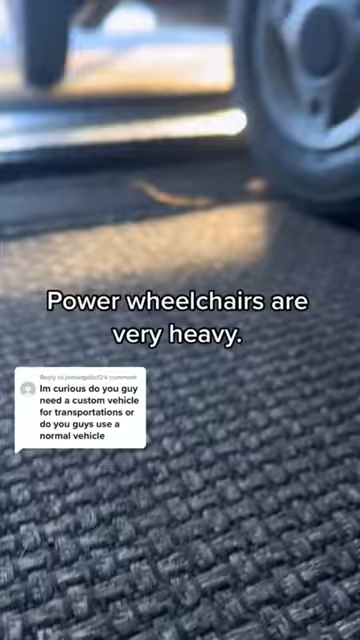 Power wheelchairs are
very heavy.
comment
Im curious do you guy
need a custom vehicle
for transportations or
do you guys use a
normal vehicle